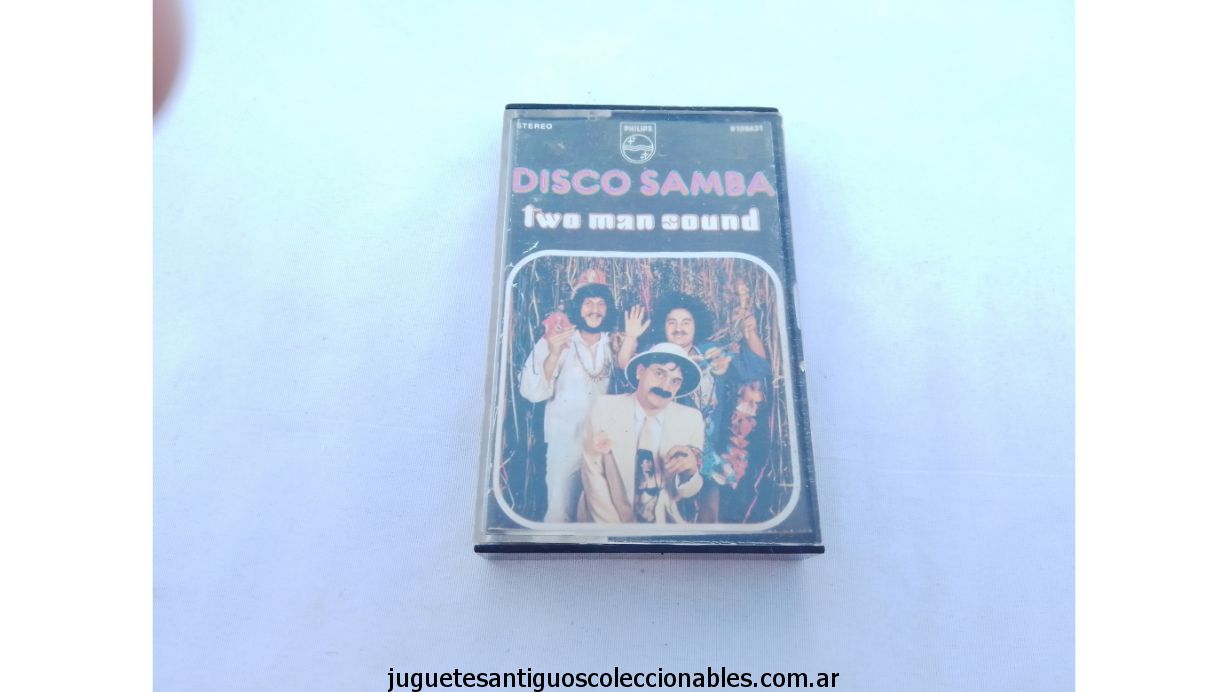 STEREO
PHILIPS
DISCO SAMBA
two man sound
juguetesantiguoscoleccionables.com.ar